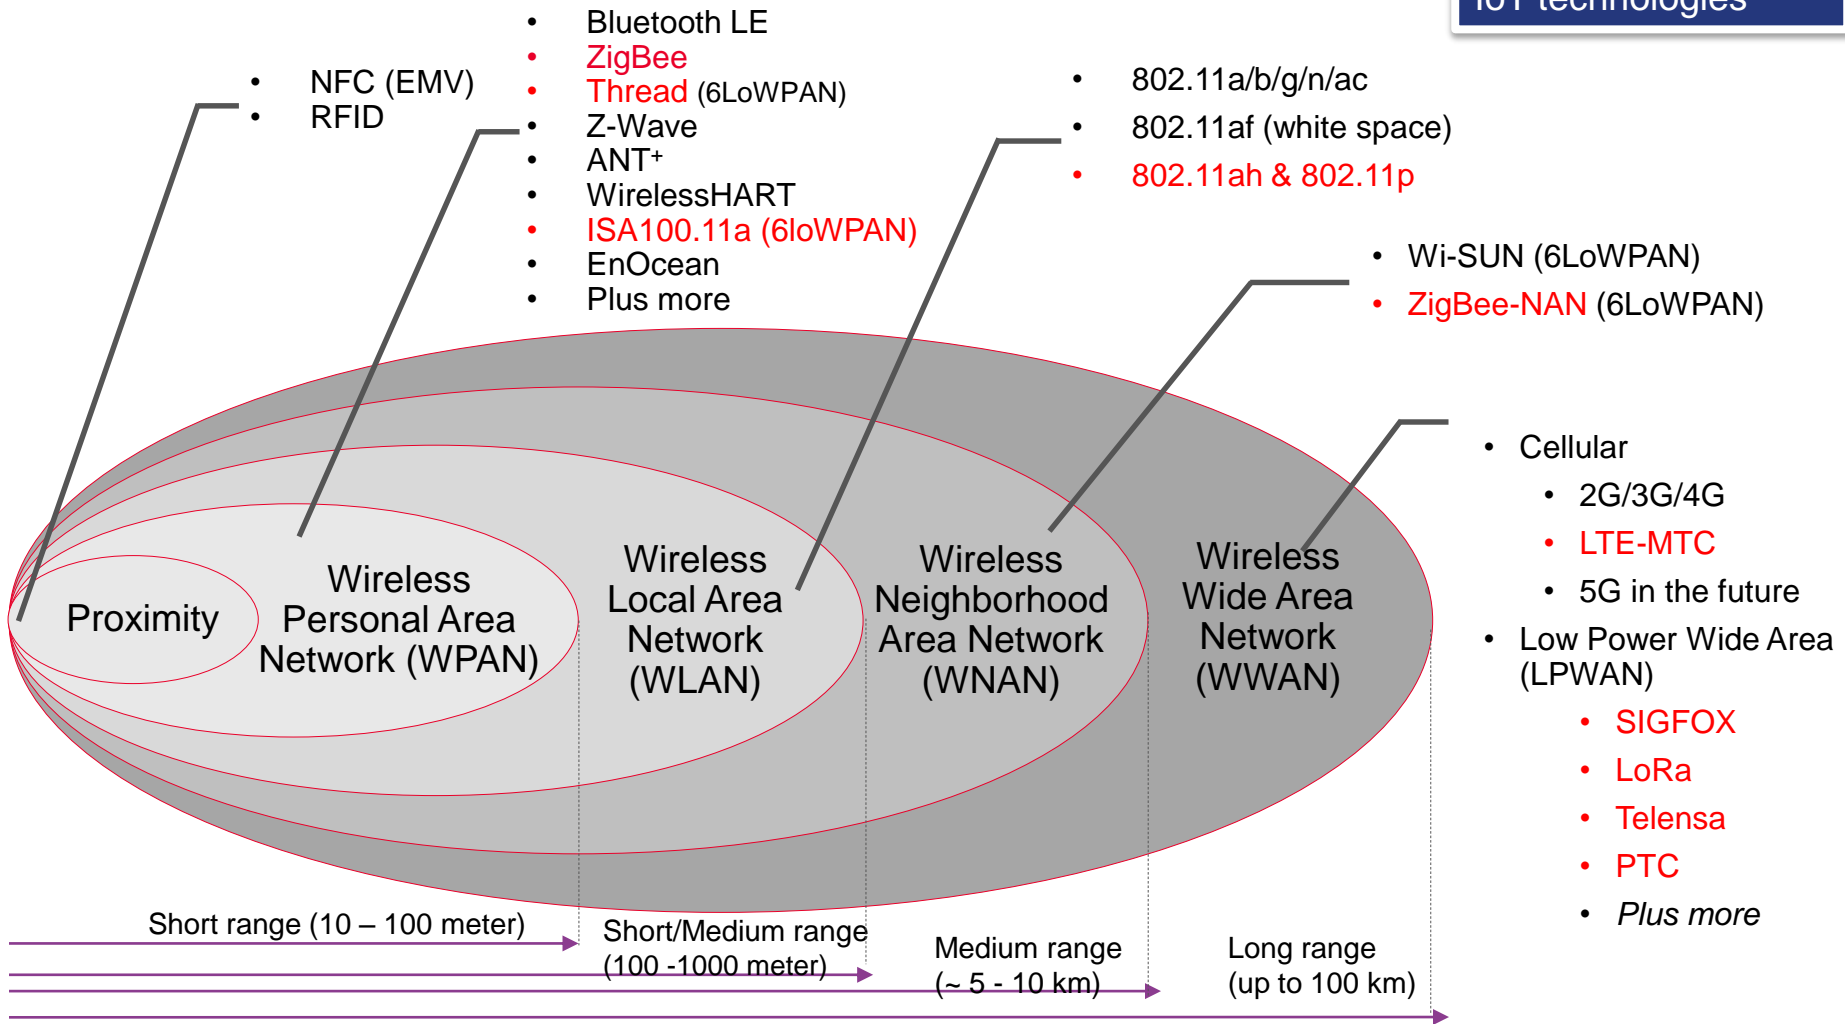 IoT technologies
• NFC (EMV)
• RFID
• Bluetooth LE
• ZigBee
• Thread (6LoWPAN)
• Z-Wave
• ANT+
• WirelessHART
• ISA100.11a (6loWPAN)
• EnOcean
• Plus more
• 802.11a/b/g/n/ac
• 802.11af (white space)
• 802.11ah & 802.11p
• Wi-SUN (6LoWPAN)
• ZigBee-NAN (6LoWPAN)
• Cellular
• 2G/3G/4G
• LTE-MTC
• 5G in the future
• Low Power Wide Area
(LPWAN)
• SIGFOX
• LoRa
• Telensa
• PTC
• Plus more
Proximity
Wireless
Personal Area
Network (WPAN)
Wireless
Local Area
Network
(WLAN)
Wireless
Neighborhood
Area Network
(WNAN)
Wireless
Wide Area
Network
(WWAN)
Short range (10 – 100 meter)
Short/Medium range
(100 -1000 meter)
Medium range
(~ 5 - 10 km)
Long range
(up to 100 km)